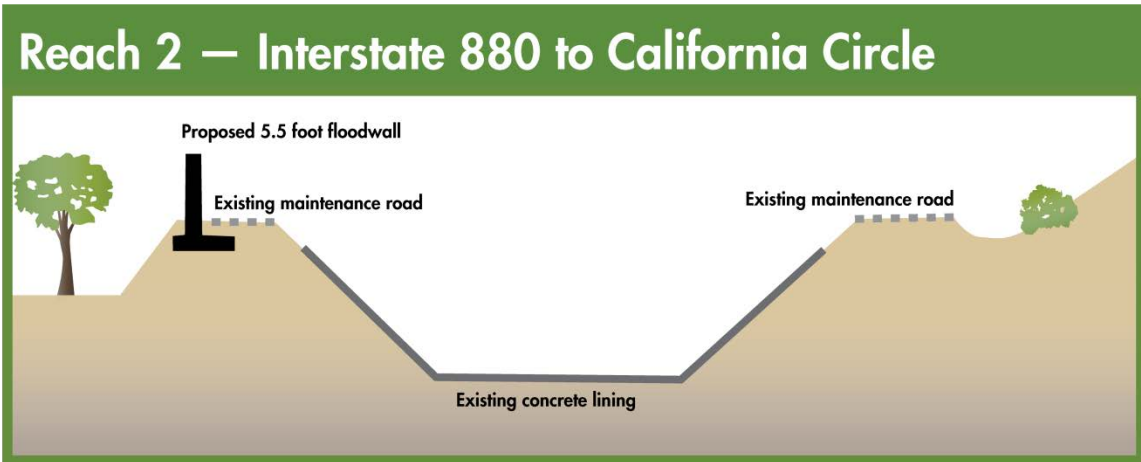 Reach 2 — Interstate 880 to California Circle
Proposed 5.5 foot floodwall
Existing maintenance road
Existing maintenance road
Existing concrete lining